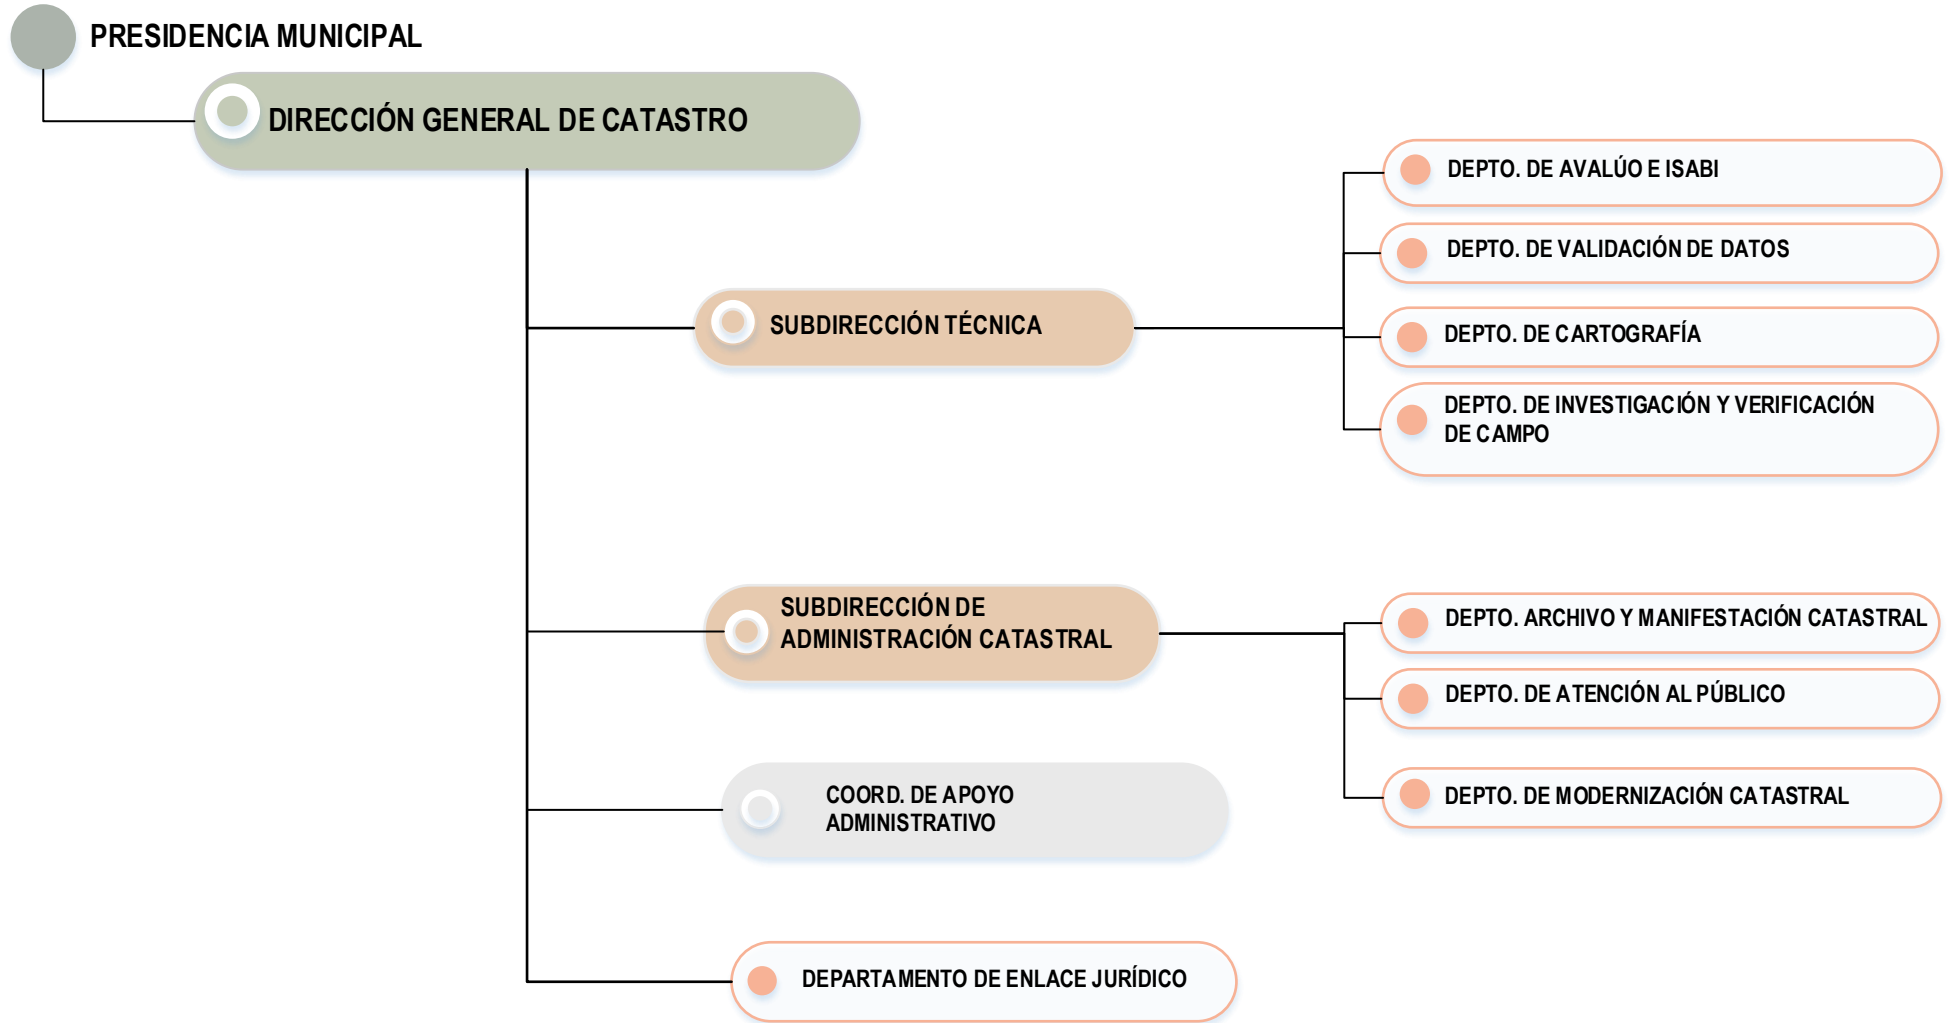 PRESIDENCIA MUNICIPAL
DIRECCIÓN GENERAL DE CATASTRO
SUBDIRECCIÓN TÉCNICA
DEPTO. DE AVALÚO E ISABI
DEPTO. DE VALIDACIÓN DE DATOS
DEPTO. DE CARTOGRAFÍA
DEPTO. DE INVESTIGACIÓN Y VERIFICACIÓN
DE CAMPO
SUBDIRECCIÓN DE
ADMINISTRACIÓN CATASTRAL
DEPTO. ARCHIVO Y MANIFESTACIÓN CATASTRAL
DEPTO. DE ATENCIÓN AL PÚBLICO
DEPTO. DE MODERNIZACIÓN CATASTRAL
COORD. DE APOYO
ADMINISTRATIVO
DEPARTAMENTO DE ENLACE JURÍDICO